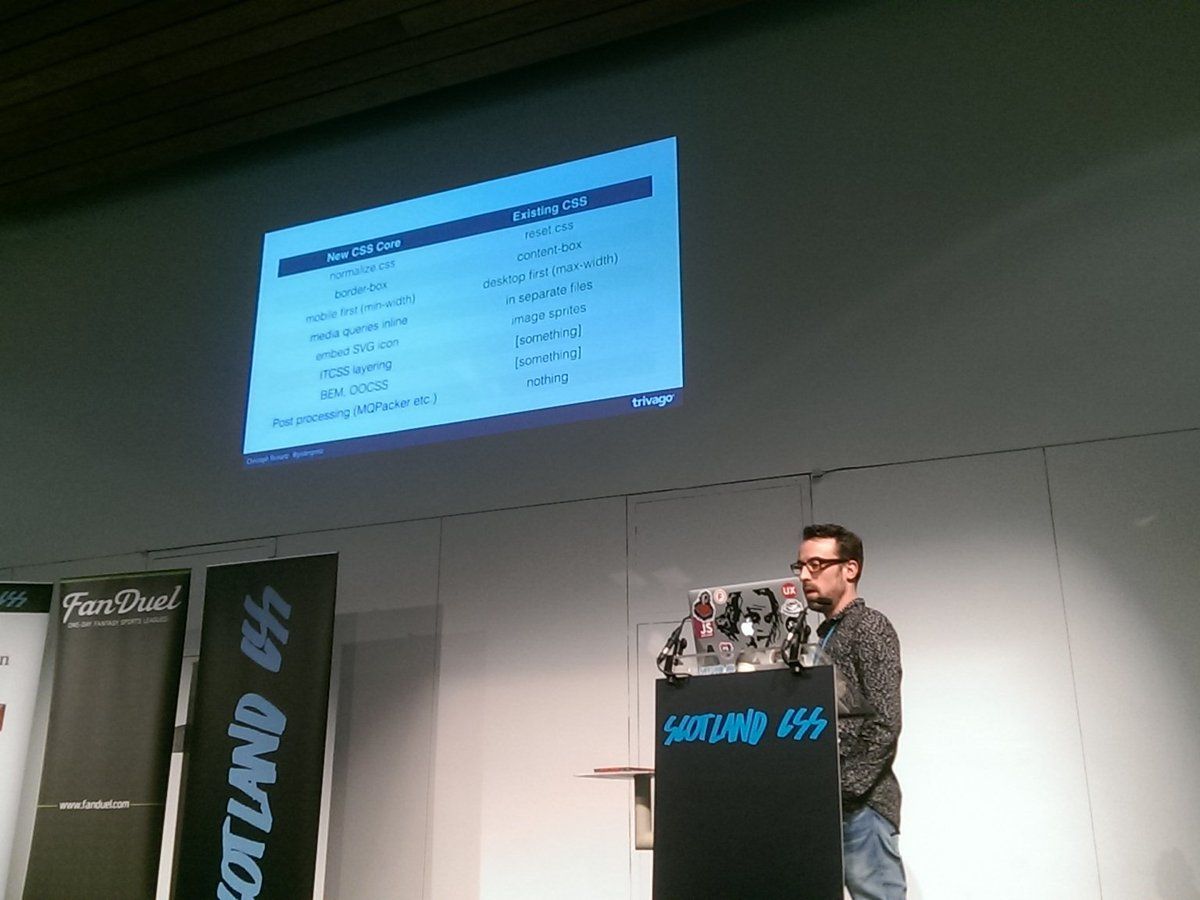 New CSS Core Existing CSS
normalize.css reset.css
border-box content-box
mobile first (min-width) desktop first (max-width)
media queries inline in separate files
embed SVG icon image sprites
ITCSS layering [something]
BEM, OOCSS [something]
Post processing (MQPacker etc.) nothing
trivago
Christoph
FanDuel
ONE-DAY FANTASY SPORTS LEAGUES
www.fanduel.com
SCOTLAND CSS
JS
F
UX
SCOTLAND CSS
n